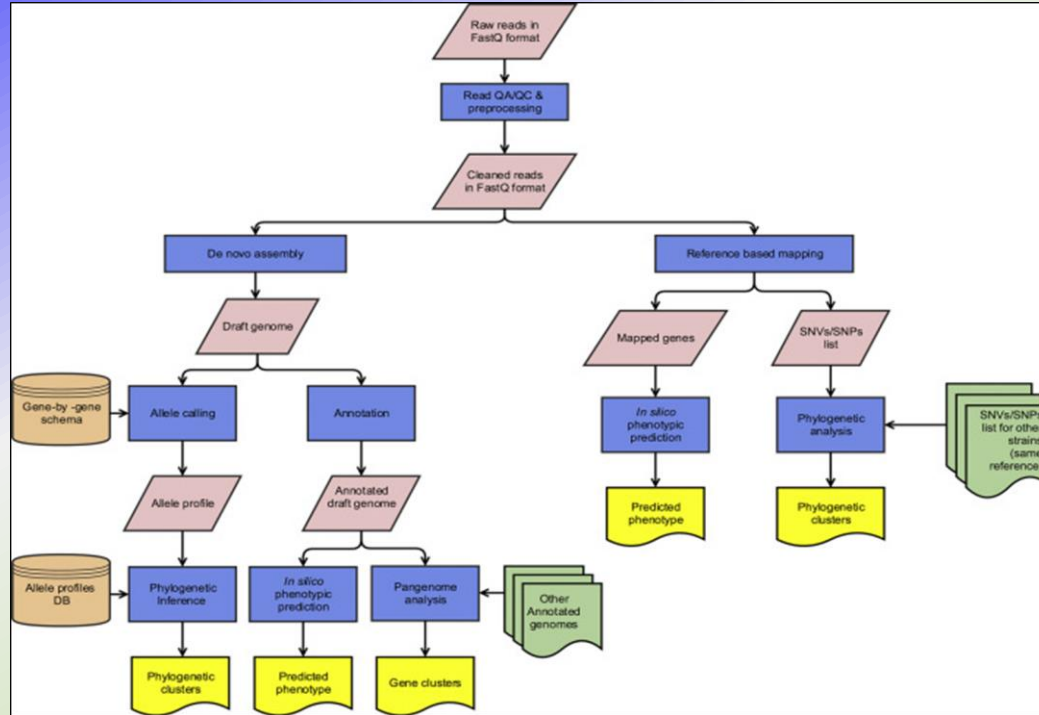 Raw reads in
FastQ format
Read QA/QC &
preprocessing
Cleaned reads
in FastQ format
De novo assembly
Reference based mapping
Draft genome
Mapped genes
SNVs/SNPs
list
Gene-by -gene
schema
Allele calling
Annotation
In silico
phenotypic
prediction
Phylogenetic
analysis
SNVs/SNPs
list for other
strains
(same
reference
Allele profile
Annotated
draft genome
Predicted
phenotype
Phylogenetic
clusters
Allele profiles
DB
Phylogenetic
Inference
In silico
phenotypic
prediction
Pangenome
analysis
Other
Annotated
genomes
Phylogenetic
clusters
Predicted
phenotype
Gene clusters